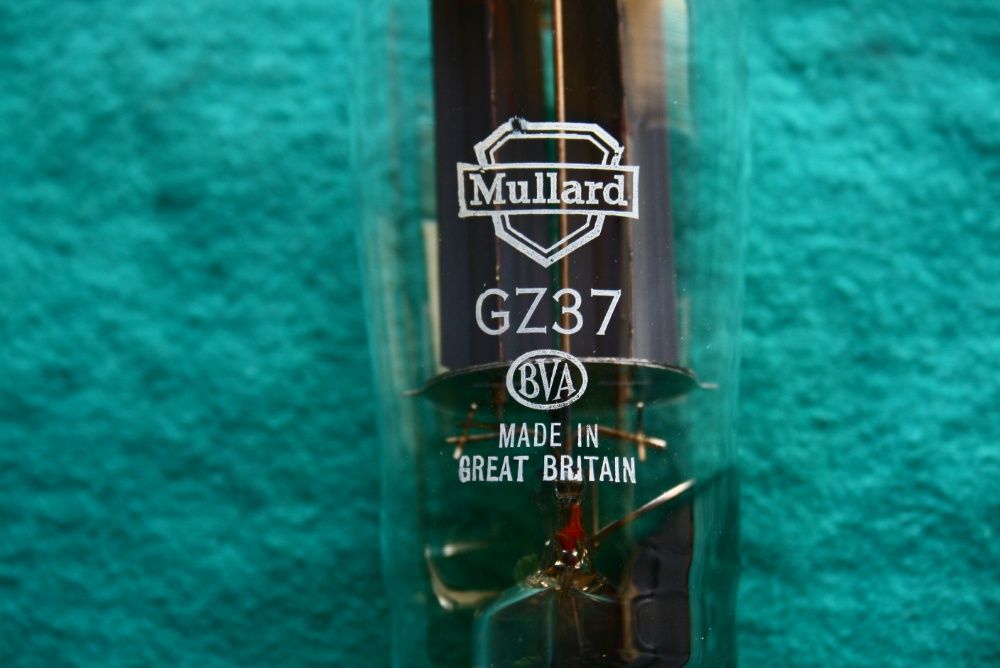 Mullard
GZ37
BVA
MADE IN
GREAT BRITAIN